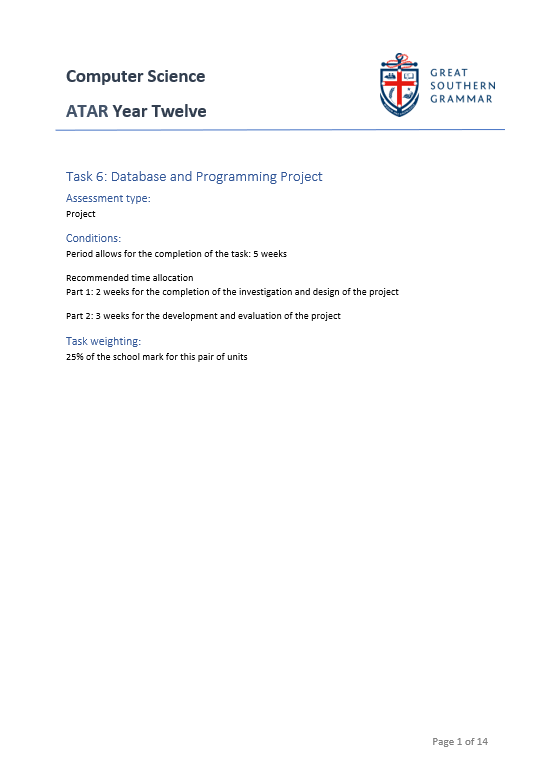 Computer Science
ATAR Year Twelve
GREAT
SOUTHERN
GRAMMAR
Task 6: Database and Programming Project
Assessment type:
Project
Conditions:
Period allows for the completion of the task: 5 weeks
Recommended time allocation
Part 1: 2 weeks for the completion of the investigation and design of the project
Part 2: 3 weeks for the development and evaluation of the project
Task weighting:
25% of the school mark for this pair of units
Page 1 of 14